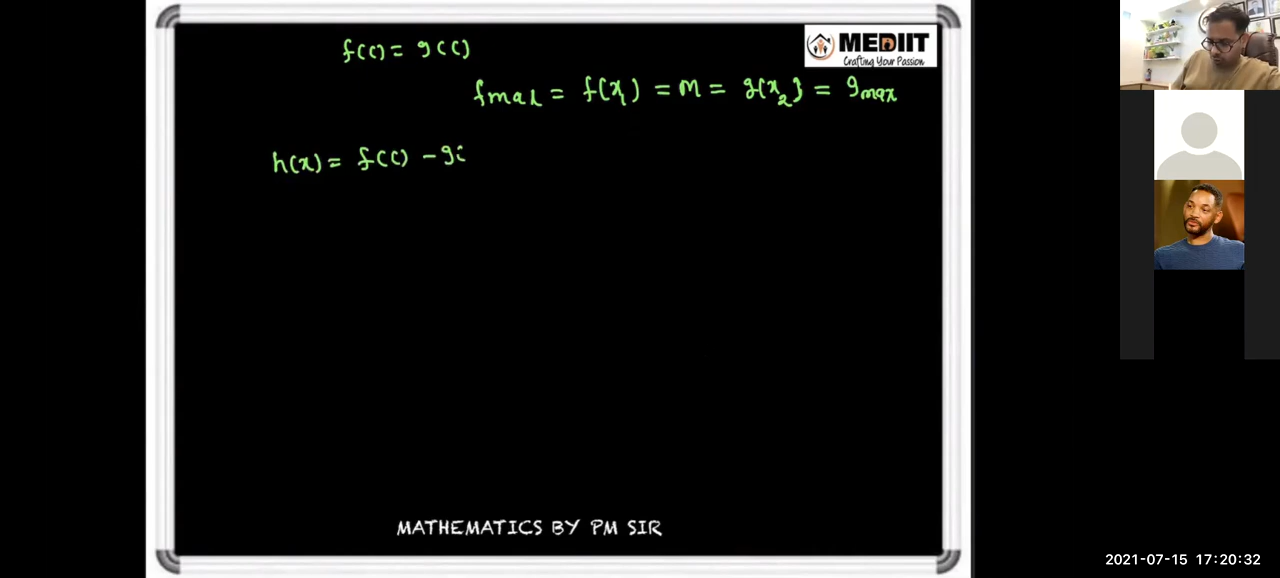 f(c) = g(c)
MEDIIT
Crafting Your Passion
fmax = f(x₁) = M = g(x₂) = gmax
h(x) = f(c) - g
MATHEMATICS BY PM SIR
2021-07-15 17:20:32